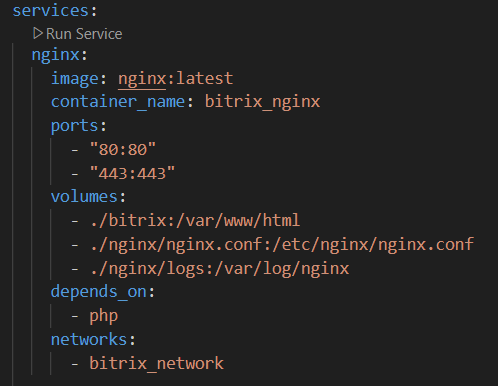 services:
Run Service
nginx:
image: nginx:latest
container_name: bitrix_nginx
ports:
- "80:80"
- "443:443"
volumes:
- ./bitrix:/var/www/html
- ./nginx/nginx.conf:/etc/nginx/nginx.conf
- ./nginx/logs:/var/log/nginx
depends_on:
- php
networks:
- bitrix_network